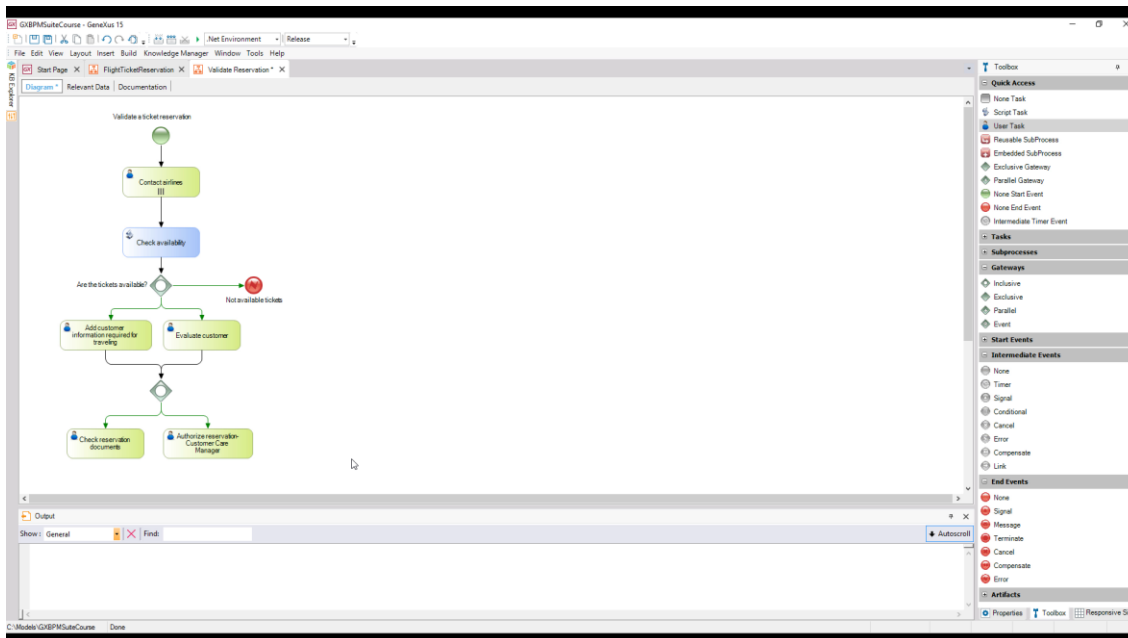 GX GXBPMSuiteCourse - GeneXus 15
.Net Environment Release
File Edit View Layout Insert Build Knowledge Manager Window Tools Help
GX Start Page X FlightTicketReservation X Validate Reservation * X
Diagram * Relevant Data Documentation
KB Explorer
Validate a ticket reservation
Contact airlines
Check availability
Are the tickets available?
Not available tickets
Add customer
information required for
traveling
Evaluate customer
Check reservation
documents
Authorize reservation-
Customer Care
Manager
Toolbox
Quick Access
None Task
Script Task
User Task
Reusable SubProcess
Embedded SubProcess
Exclusive Gateway
Parallel Gateway
None Start Event
None End Event
Intermediate Timer Event
Tasks
Subprocesses
Gateways
Inclusive
Exclusive
Parallel
Event
Start Events
Intermediate Events
None
Timer
Signal
Conditional
Cancel
Error
Compensate
Link
End Events
None
Signal
Message
Terminate
Cancel
Compensate
Error
Artifacts
Properties Toolbox Responsive Si
Output
Show: General Find: Autoscroll
C:\Models\GXBPMSuiteCourse Done